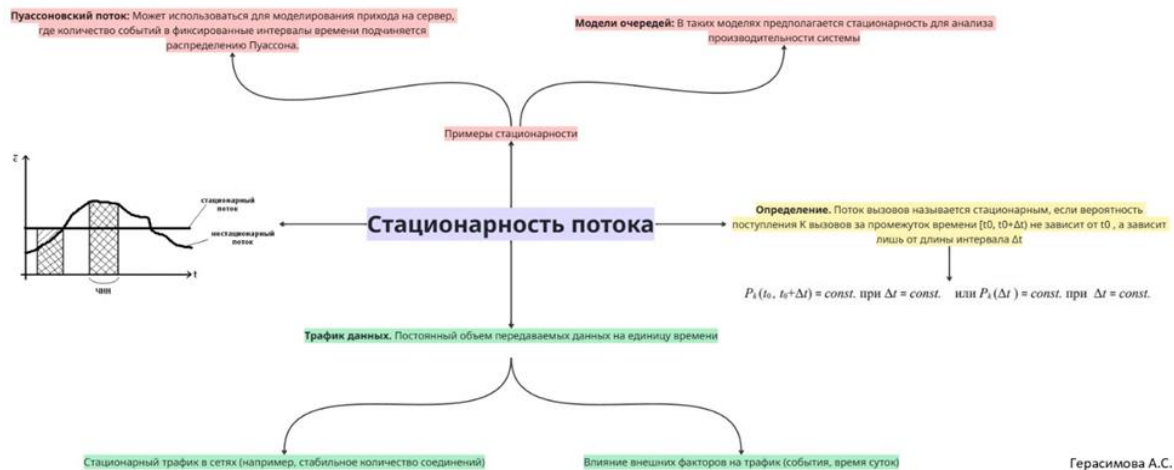 Пуассоновский поток: Может использоваться для моделирования прихода на сервер,
где количество событий в фиксированные интервалы времени подчиняется
распределению Пуассона.
Модели очередей: В таких моделях предполагается стационарность для анализа
производительности системы
Примеры стационарности
z
стационарный
поток
нестационарный
поток
t
ЧНН
Стационарность потока
Определение. Поток вызовов называется стационарным, если вероятность
поступления К вызовов за промежуток времени [t0, t0+Δt) не зависит от t0 , а зависит
лишь от длины интервала Δt
Pk(t0, t0+Δt) = const. при Δt = const. или Pk(Δt ) = const. при Δt = const.
Трафик данных. Постоянный объем передаваемых данных на единицу времени
Стационарный трафик в сетях (например, стабильное количество соединений)
Влияние внешних факторов на трафик (события, время суток)
Герасимова А.С.